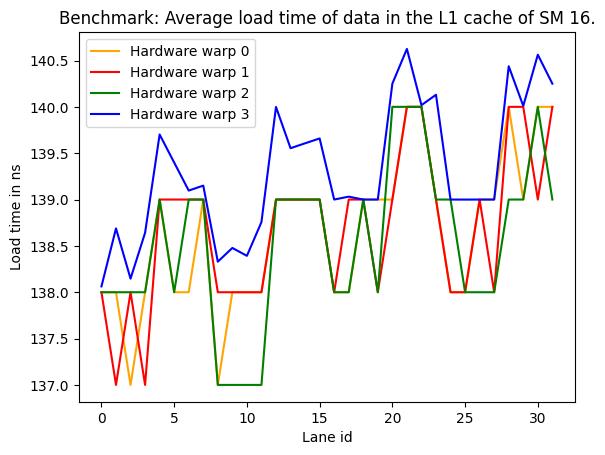 Benchmark: Average load time of data in the L1 cache of SM 16.
Hardware warp 0
Hardware warp 1
Hardware warp 2
Hardware warp 3
Load time in ns
140.5
140.0
139.5
139.0
138.5
138.0
137.5
137.0
0 5 10 15 20 25 30
Lane id